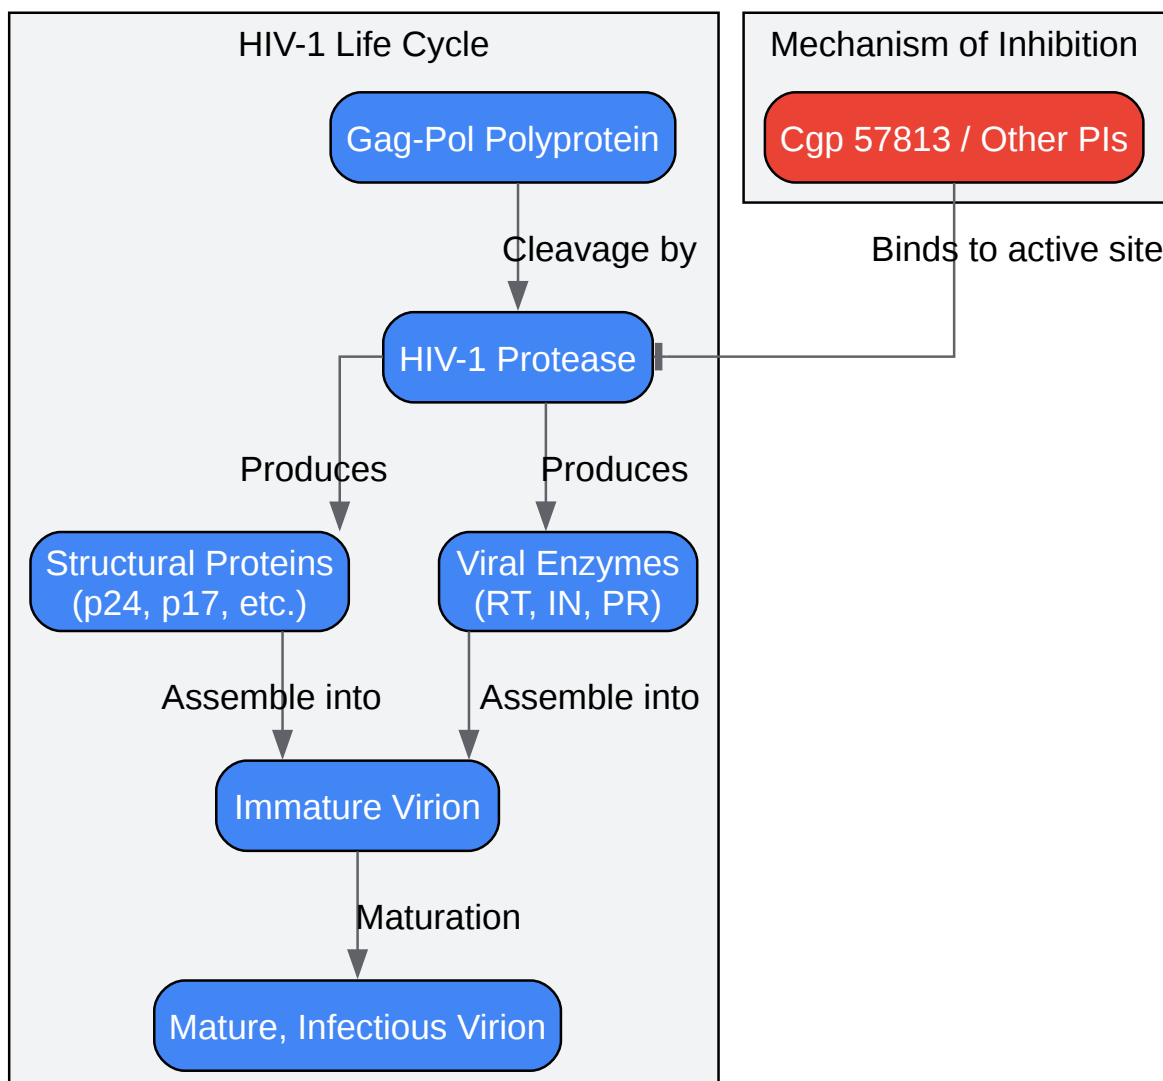 HIV-1 Life Cycle
Mechanism of Inhibition
Gag-Pol Polyprotein
Cgp 57813 / Other PIs
Cleavage by
Binds to active site
HIV-1 Protease
Produces
Produces
Structural Proteins
(p24, p17, etc.)
Viral Enzymes
(RT, IN, PR)
Assemble into
Assemble into
Immature Virion
Maturation
Mature, Infectious Virion